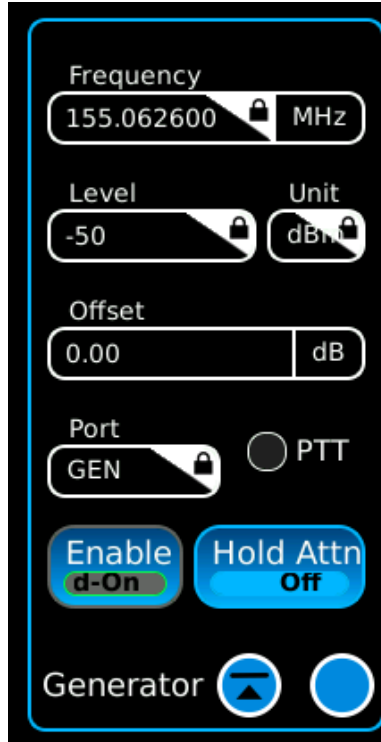 Frequency
155.062600 MHz
Level Unit
-50 dBm
Offset
0.00 dB
Port
GEN PTT
Enable Hold Attn
d-On Off
Generator